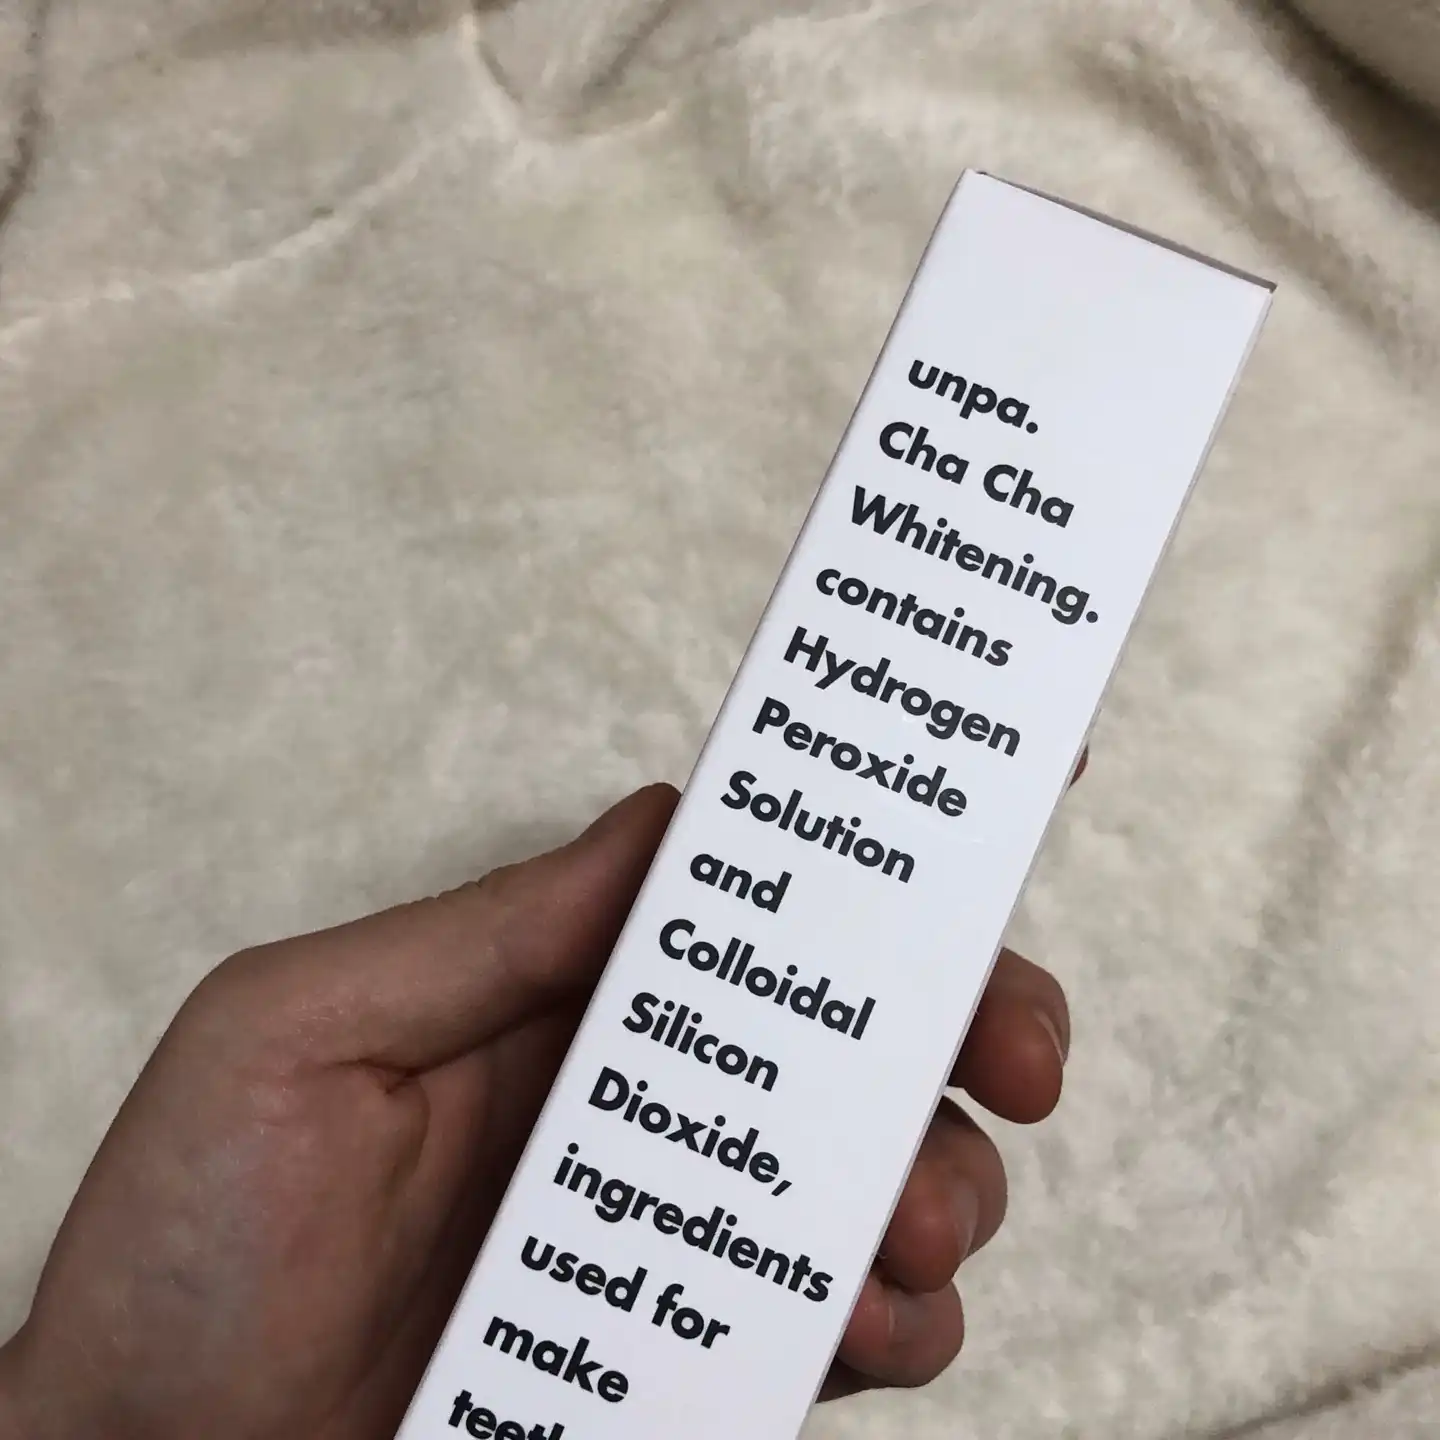 unpa.
Cha Cha
Whitening.
contains
Hydrogen
Peroxide
Solution
and
Colloidal
Silicon
Dioxide,
ingredients
used for
make